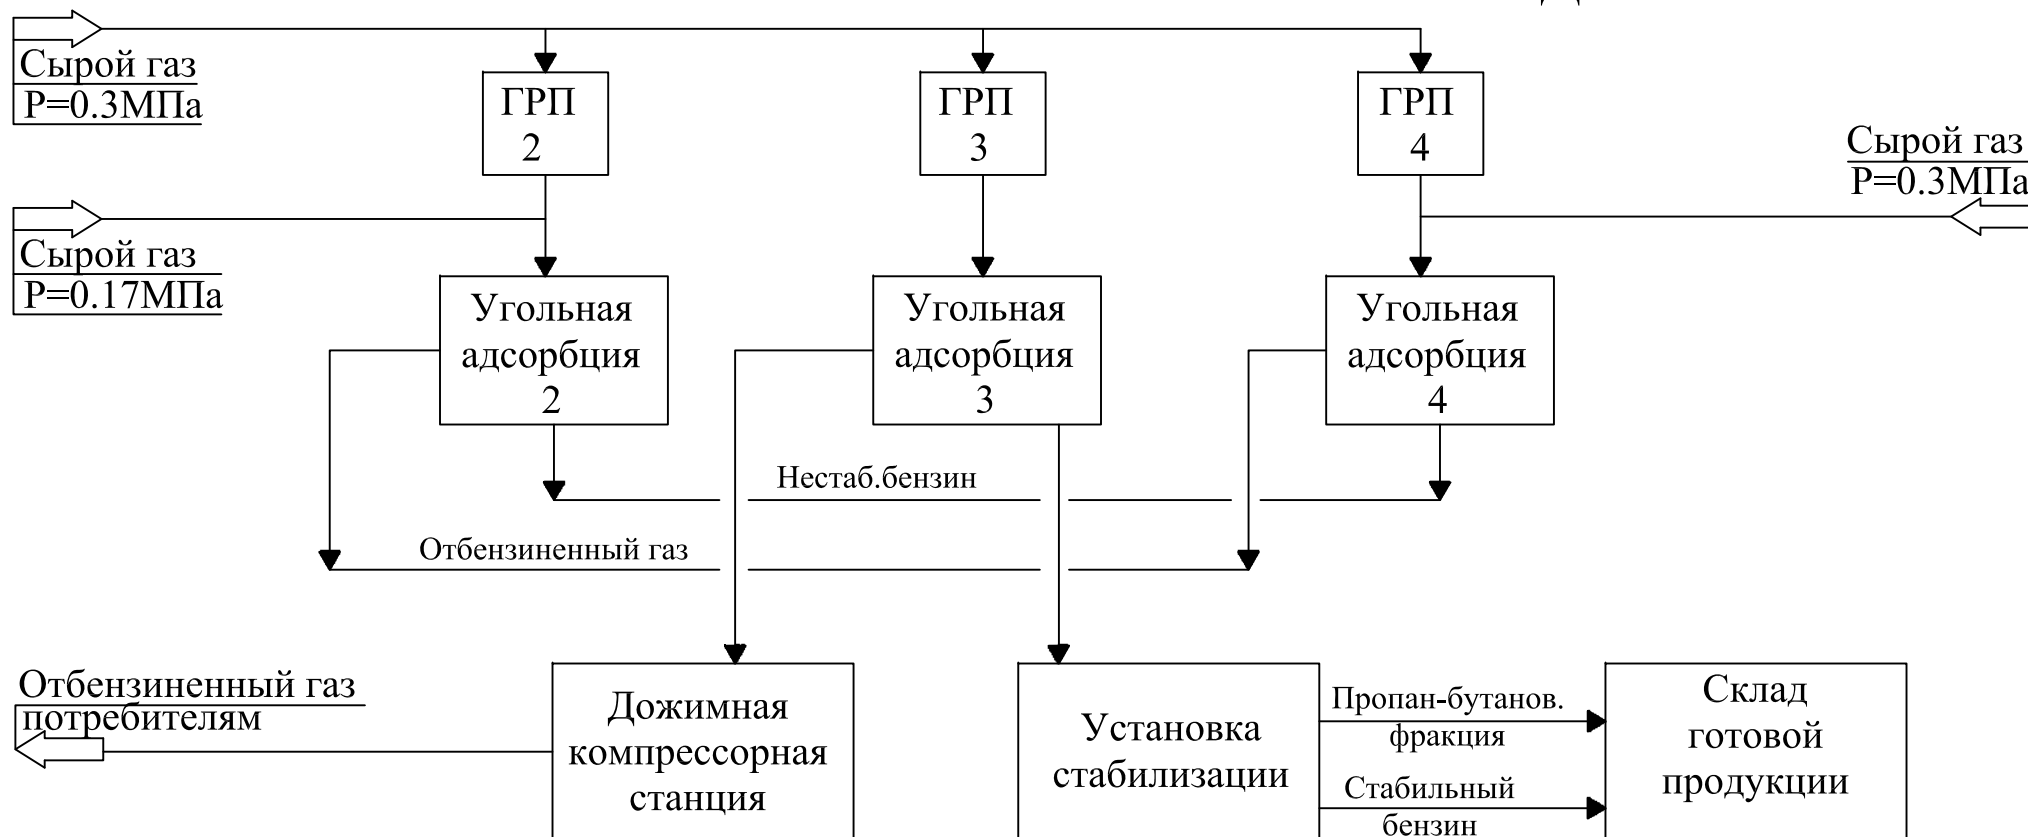 Сырой газ
Р=0.3МПа
ГРП
2
ГРП
3
ГРП
4
Сырой газ
Р=0.3МПа
Сырой газ
Р=0.17МПа
Угольная
адсорбция
2
Угольная
адсорбция
3
Угольная
адсорбция
4
Нестаб.бензин
Отбензиненный газ
Отбензиненный газ
потребителям
Дожимная
компрессорная
станция
Установка
стабилизации
Пропан-бутанов.
фракция
Стабильный
бензин
Склад
готовой
продукции